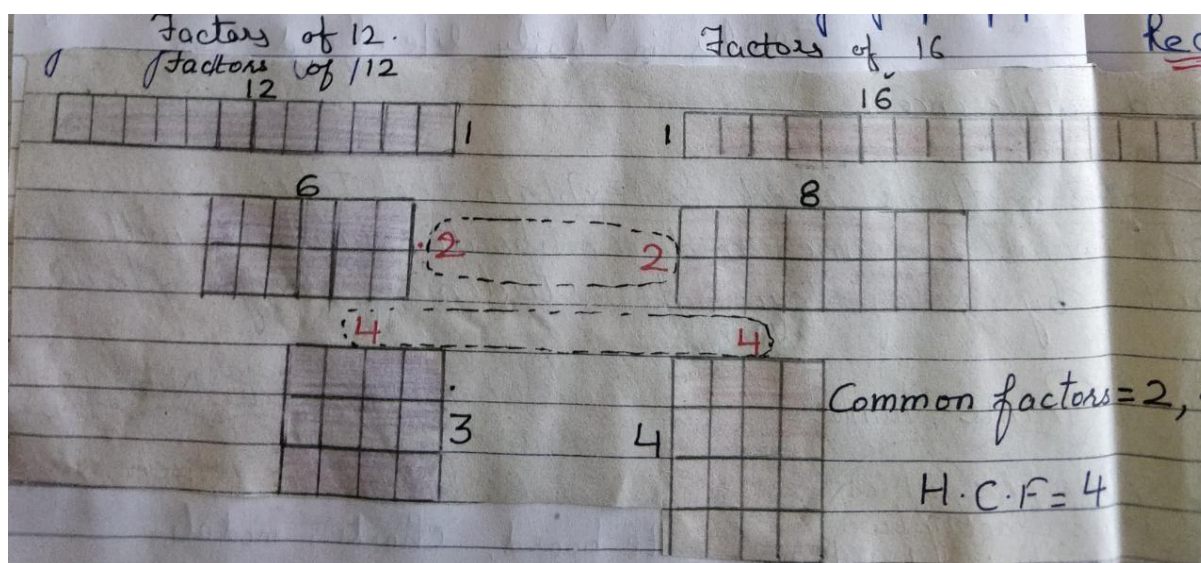 Factors of 12.
Factors of 12
12
1
6
2
4
3
Factors of 16
16
1
8
2
4
4
Common factors = 2,
H.C.F = 4